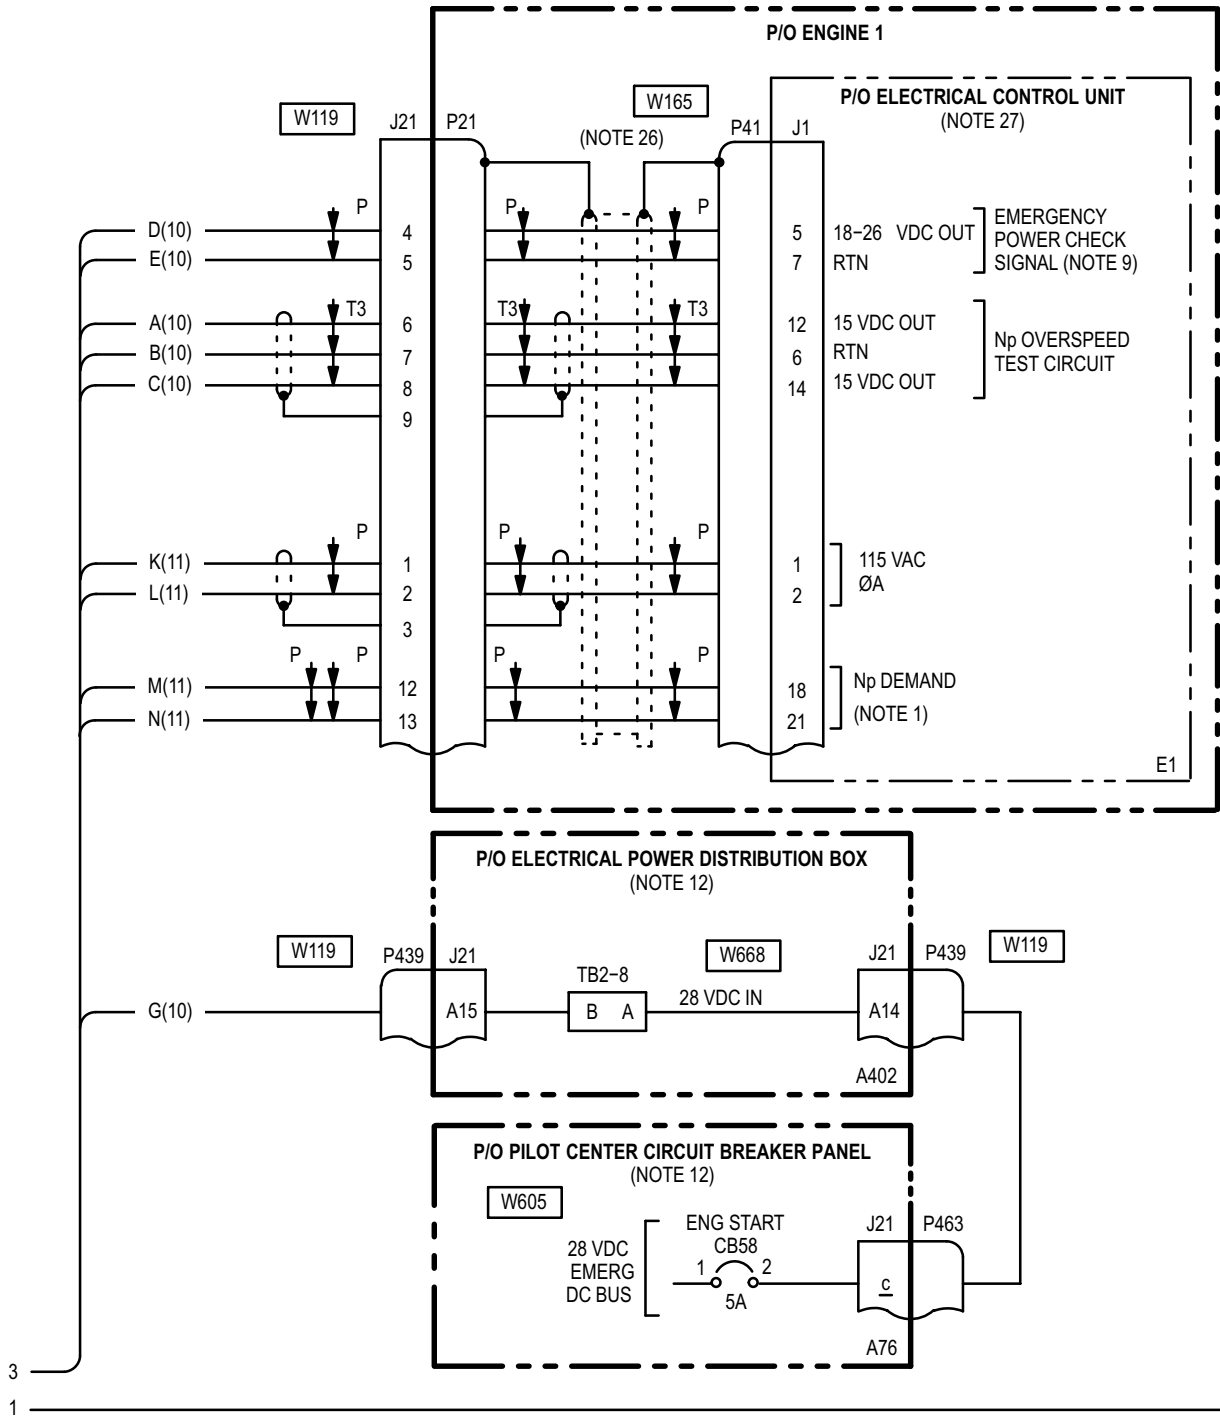 P/O ENGINE 1
P/O ELECTRICAL CONTROL UNIT
(NOTE 27)
W119
W165
J21
P21
(NOTE 26)
P41
J1
P
P
P
D(10)
4
5
18-26 VDC OUT
E(10)
5
7
RTN
EMERGENCY
POWER CHECK
SIGNAL (NOTE 9)
T3
T3
T3
A(10)
6
12
15 VDC OUT
B(10)
7
6
RTN
C(10)
8
14
15 VDC OUT
9
Np OVERSPEED
TEST CIRCUIT
P
P
P
K(11)
1
1
L(11)
2
2
3
115 VAC
ØA
P
P
P
P
M(11)
12
18
N(11)
13
21
Np DEMAND
(NOTE 1)
E1
P/O ELECTRICAL POWER DISTRIBUTION BOX
(NOTE 12)
W119
P439
J21
W668
J21
P439
W119
TB2-8
28 VDC IN
G(10)
A15
B
A
A14
A402
P/O PILOT CENTER CIRCUIT BREAKER PANEL
(NOTE 12)
W605
28 VDC
EMERG
DC BUS
ENG START
CB58
1
2
5A
J21
P463
c
A76
3
1